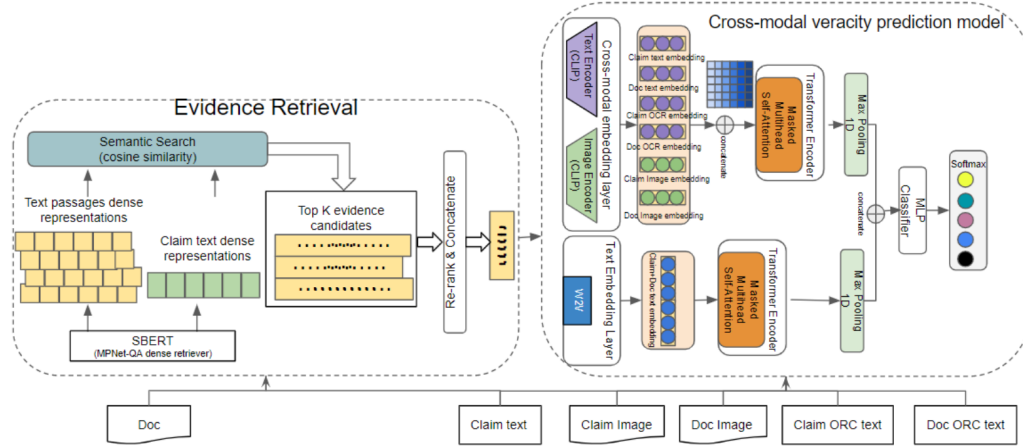 Cross-modal veracity prediction model
Evidence Retrieval
Semantic Search
(cosine similarity)
Text passages dense
representations
Claim text dense
representations
SBERT
(MPNet-QA dense retriever)
Top K evidence
candidates
Re-rank & Concatenate
Text Encoder
(CLIP)
Image Encoder
(CLIP)
Cross-modal embedding layer
Claim text embedding
Doc text embedding
Claim OCR embedding
Doc OCR embedding
Claim Image embedding
Doc Image embedding
concatenate
Masked
Multihead
Self-Attention
Transformer Encoder
Max Pooling
1D
W2V
Text Embedding Layer
Claim+Doc text embedding
Masked
Multihead
Self-Attention
Transformer Encoder
Max Pooling
1D
concatenate
MLP
Classifier
Softmax
Doc
Claim text
Claim Image
Doc Image
Claim ORC text
Doc ORC text